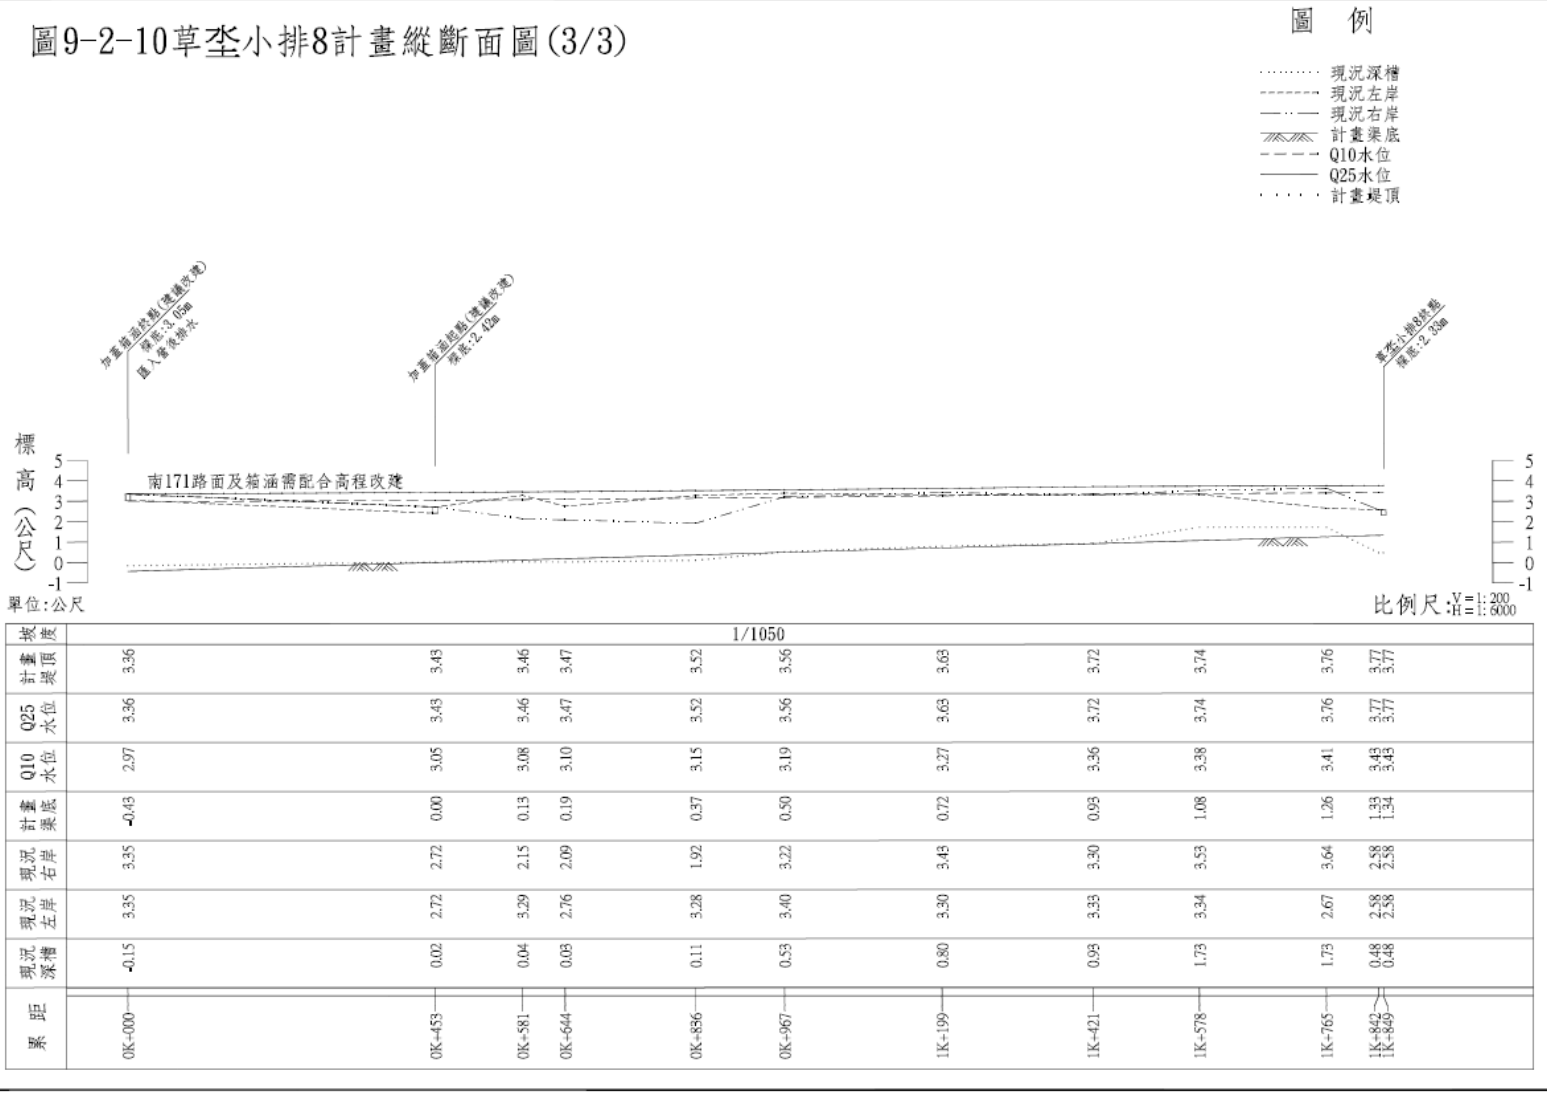 圖9-2-10草坔小排8計畫縱斷面圖(3/3)
圖 例
現況深槽
現況左岸
現況右岸
計畫渠底
Q10水位
Q25水位
計畫堤頂
加蓋箱涵終點(建議改建)
樑底:3.05m
匯入營後排水
加蓋箱涵起點(建議改建)
樑底:2.42m
草坔小排8終點
樑底:2.33m
標高(公尺)
5
4
3
2
1
0
-1
南171路面及箱涵需配合高程改建
5
4
3
2
1
0
-1
單位:公尺
比例尺:V=1:200
H=1:6000
坡度 1/1050
計畫堤頂 3.36 3.43 3.46 3.47 3.52 3.56 3.63 3.72 3.74 3.76 3.77 3.77
Q25水位 3.36 3.43 3.46 3.47 3.52 3.56 3.63 3.72 3.74 3.76 3.77 3.77
Q10水位 2.97 3.05 3.08 3.10 3.15 3.19 3.27 3.36 3.38 3.41 3.43 3.43
計畫渠底 -0.43 0.00 0.13 0.19 0.37 0.50 0.72 0.93 1.08 1.26 1.33 1.34
現況右岸 3.35 2.72 2.15 2.09 1.92 3.22 3.43 3.30 3.53 3.64 2.58 2.58
現況左岸 3.35 2.72 3.29 2.76 3.28 3.40 3.30 3.33 3.34 2.67 2.58 2.58
現況深槽 -0.15 0.02 0.04 0.03 0.11 0.53 0.80 0.93 1.73 1.73 0.48 0.48
累距 0K+000 0K+453 0K+581 0K+644 0K+836 0K+967 1K+199 1K+421 1K+578 1K+765 1K+842 1K+849